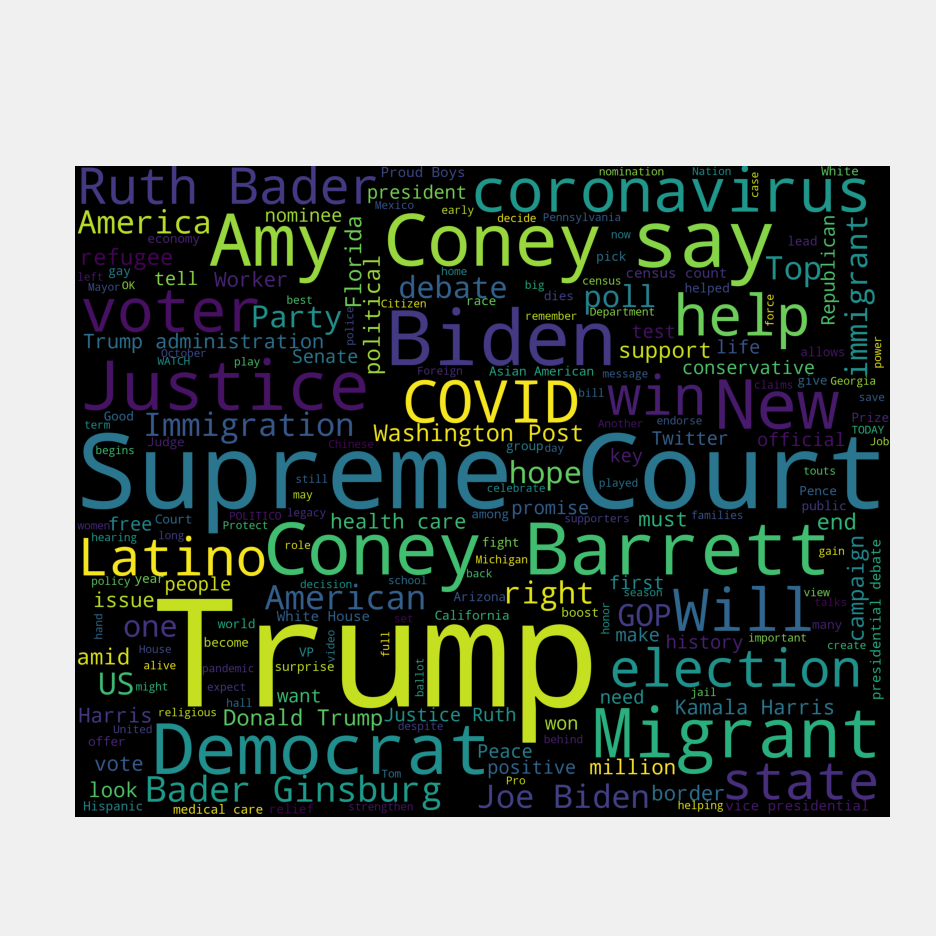 Ruth Bader
Proud Boys
coronavirus
nomination
Nation
White
case
president
Mexico
America
nominee
early
decide
Pennsylvania
Amy Coney say
economy
refugee
Florida
political
now
pick
lead
Republican
immigrant
left
gay
tell
Worker
debate
home
big
census
census count
helped
Top
Mayor
OK
voter
best
Citizen
race
dies
poll
help
force
Party
police
Biden
remember
Department
test
Trump administration
October
WATCH
play
Senate
support
life
allows
power
conservative
Justice
Foreign
Asian American
message
COVID
bill
win
New
claims
give
Georgia
save
Good
term
Immigration
Washington Post
Another
endorse
Prize
TODAY
begins
Judge
Chinese
group
day
Twitter
official
Job
Supreme Court
hope
key
still
celebrate
played
touts
may
Pence
women
free
Court
POLITICO
legacy
Protect
health care
among
promise
supporters
families
must
public
end
hearing
long
Latino
role
Coney Barrett
fight
Michigan
back
gain
campaign
presidential debate
policy
year
people
decision
school
first
season
view
talks
issue
American
Arizona
right
boost
honor
GOP
Will
many
hand
one
world
White House
set
California
make
history
important
create
amid
House
become
Trump
VP
video
full
election
alive
pandemic
surprise
US
might
expect
want
ballot
need
jail
Harris
religious
hall
Donald Trump
Justice Ruth
won
Kamala Harris
United
offer
despite
behind
Migrant
vote
Democrat
Peace
positive
million
Tom
Pro
look
Bader Ginsburg
Joe Biden
border
state
Hispanic
medical care
relief
strengthen
helping
vice presidential